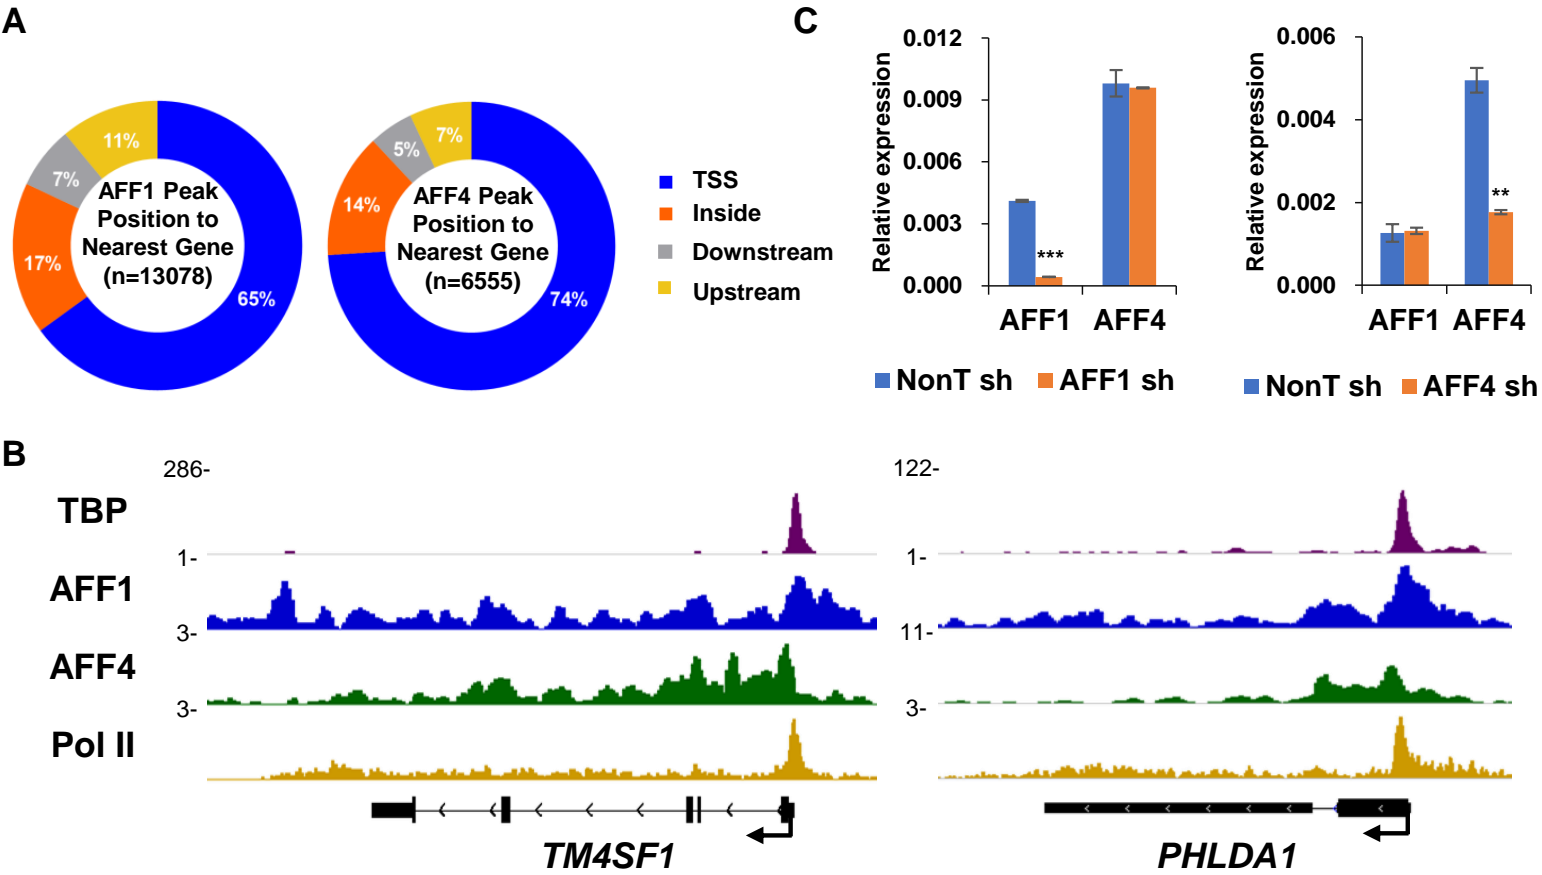 A
AFF1 Peak
Position to
Nearest Gene
(n=13078)
11%
7%
17%
65%
AFF4 Peak
Position to
Nearest Gene
(n=6555)
7%
5%
14%
74%
TSS
Inside
Downstream
Upstream
C
Relative expression
0.012
0.009
0.006
0.003
0.000
***
AFF1 AFF4
NonT sh AFF1 sh
Relative expression
0.006
0.004
0.002
0.000
**
AFF1 AFF4
NonT sh AFF4 sh
B
TBP
AFF1
AFF4
Pol II
286-
1-
3-
3-
TM4SF1
122-
1-
11-
3-
PHLDA1